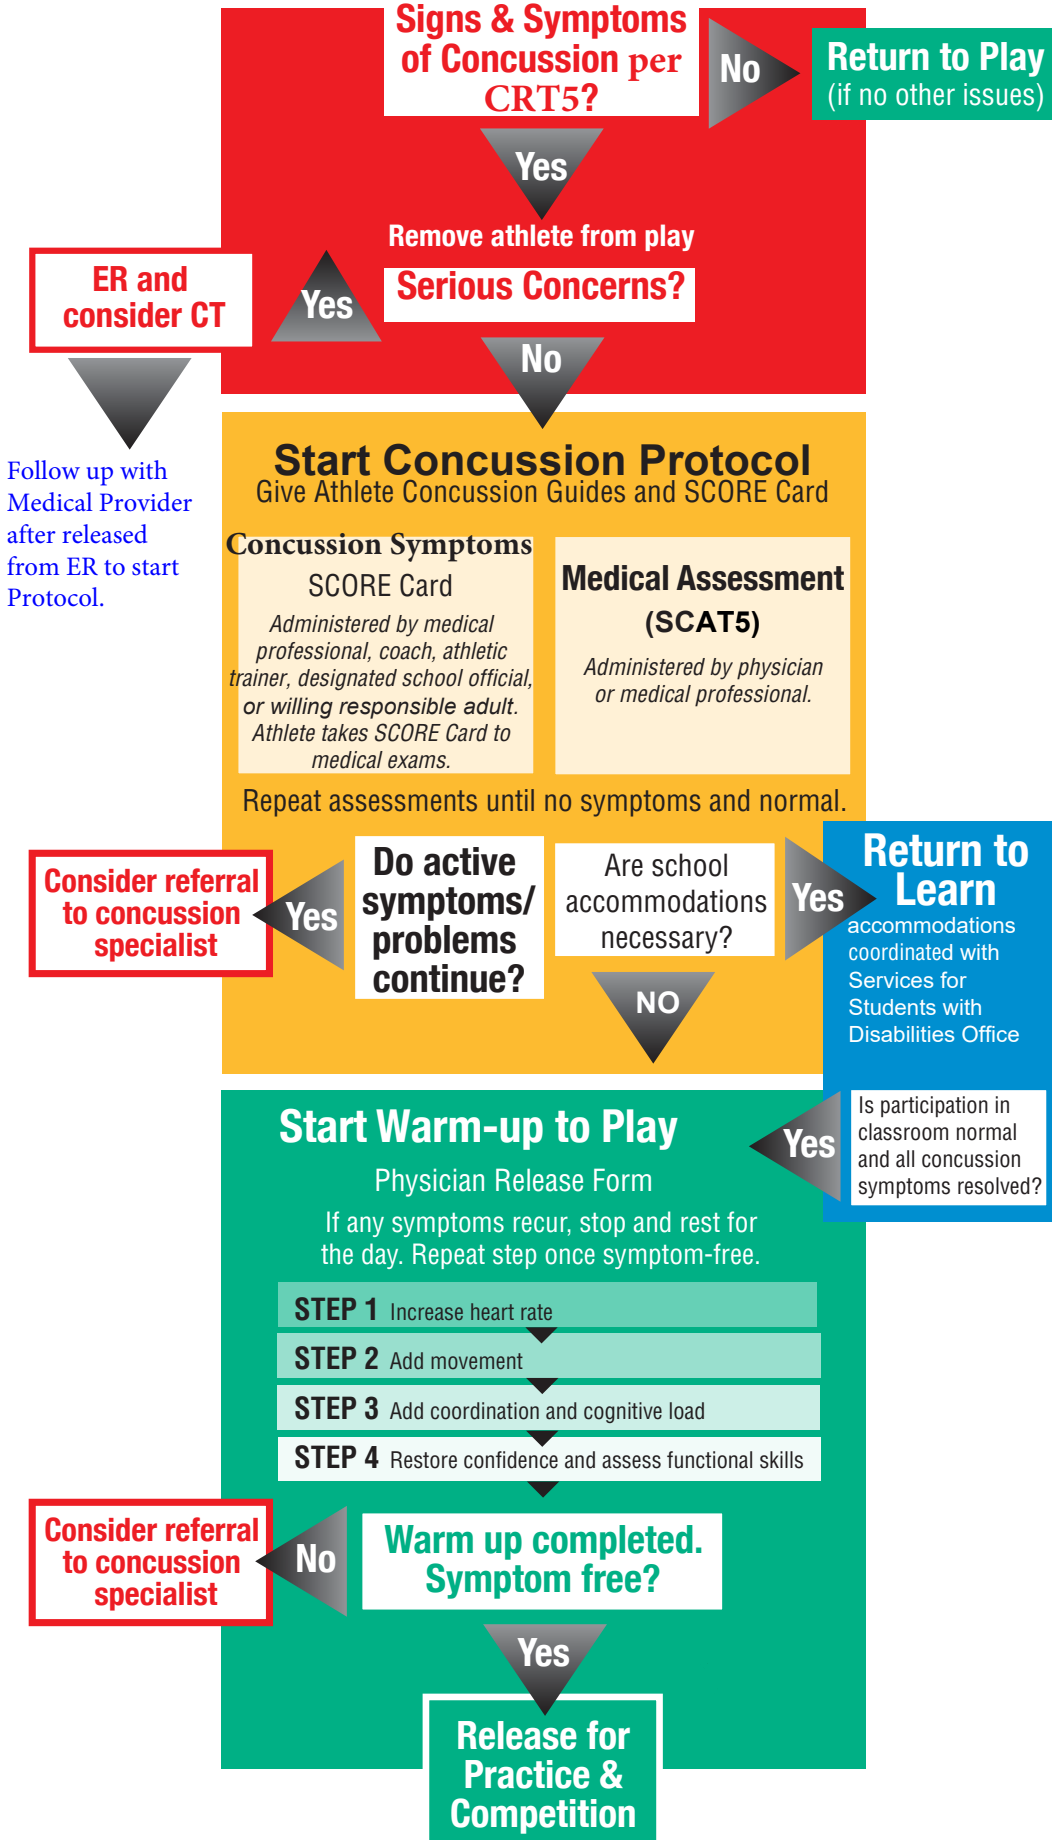 Signs & Symptoms
of Concussion per
CRT5?
No
Return to Play
(if no other issues)
Yes
Remove athlete from play
Serious Concerns?
Yes
ER and
consider CT
No
Follow up with
Medical Provider
after released
from ER to start
Protocol.
Start Concussion Protocol
Give Athlete Concussion Guides and SCORE Card
Concussion Symptoms
SCORE Card
Administered by medical
professional, coach, athletic
trainer, designated school official,
or willing responsible adult.
Athlete takes SCORE Card to
medical exams.
Medical Assessment
(SCAT5)
Administered by physician
or medical professional.
Repeat assessments until no symptoms and normal.
Do active
symptoms/
problems
continue?
Yes
Consider referral
to concussion
specialist
Are school
accommodations
necessary?
Yes
NO
Return to
Learn
accommodations
coordinated with
Services for
Students with
Disabilities Office
Is participation in
classroom normal
and all concussion
symptoms resolved?
Yes
Start Warm-up to Play
Physician Release Form
If any symptoms recur, stop and rest for
the day. Repeat step once symptom-free.
STEP 1 Increase heart rate
STEP 2 Add movement
STEP 3 Add coordination and cognitive load
STEP 4 Restore confidence and assess functional skills
Warm up completed.
Symptom free?
No
Consider referral
to concussion
specialist
Yes
Release for
Practice &
Competition